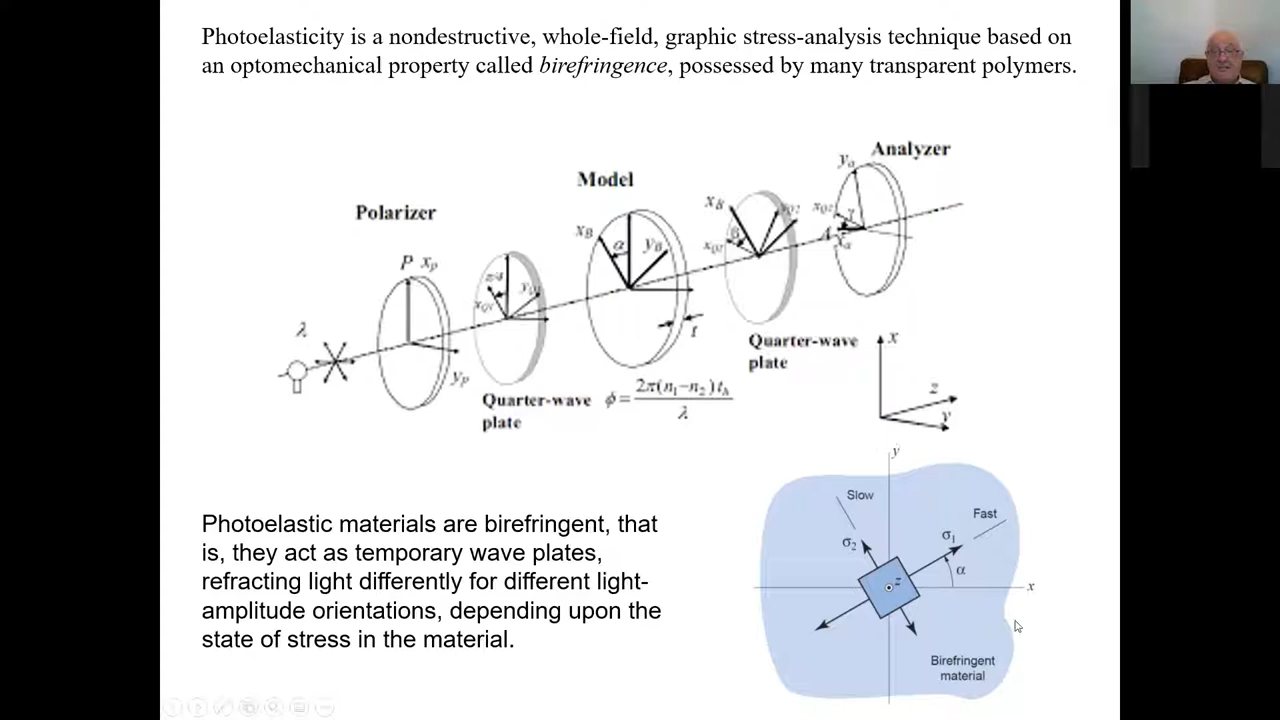 Photoelasticity is a nondestructive, whole-field, graphic stress-analysis technique based on
an optomechanical property called birefringence, possessed by many transparent polymers.
Analyzer
Model
Polarizer
P x_p
y_p
λ
x_B
α
y_B
t
x_B
β
y_a
γ
A
x_a
Quarter-wave
plate
Quarter-wave
plate
ϕ = 2π(n₁−n₂)t_h
λ
x
z
y
Photoelastic materials are birefringent, that
is, they act as temporary wave plates,
refracting light differently for different light-
amplitude orientations, depending upon the
state of stress in the material.
y
Slow
Fast
σ₂
σ₁
α
z
x
Birefringent
material